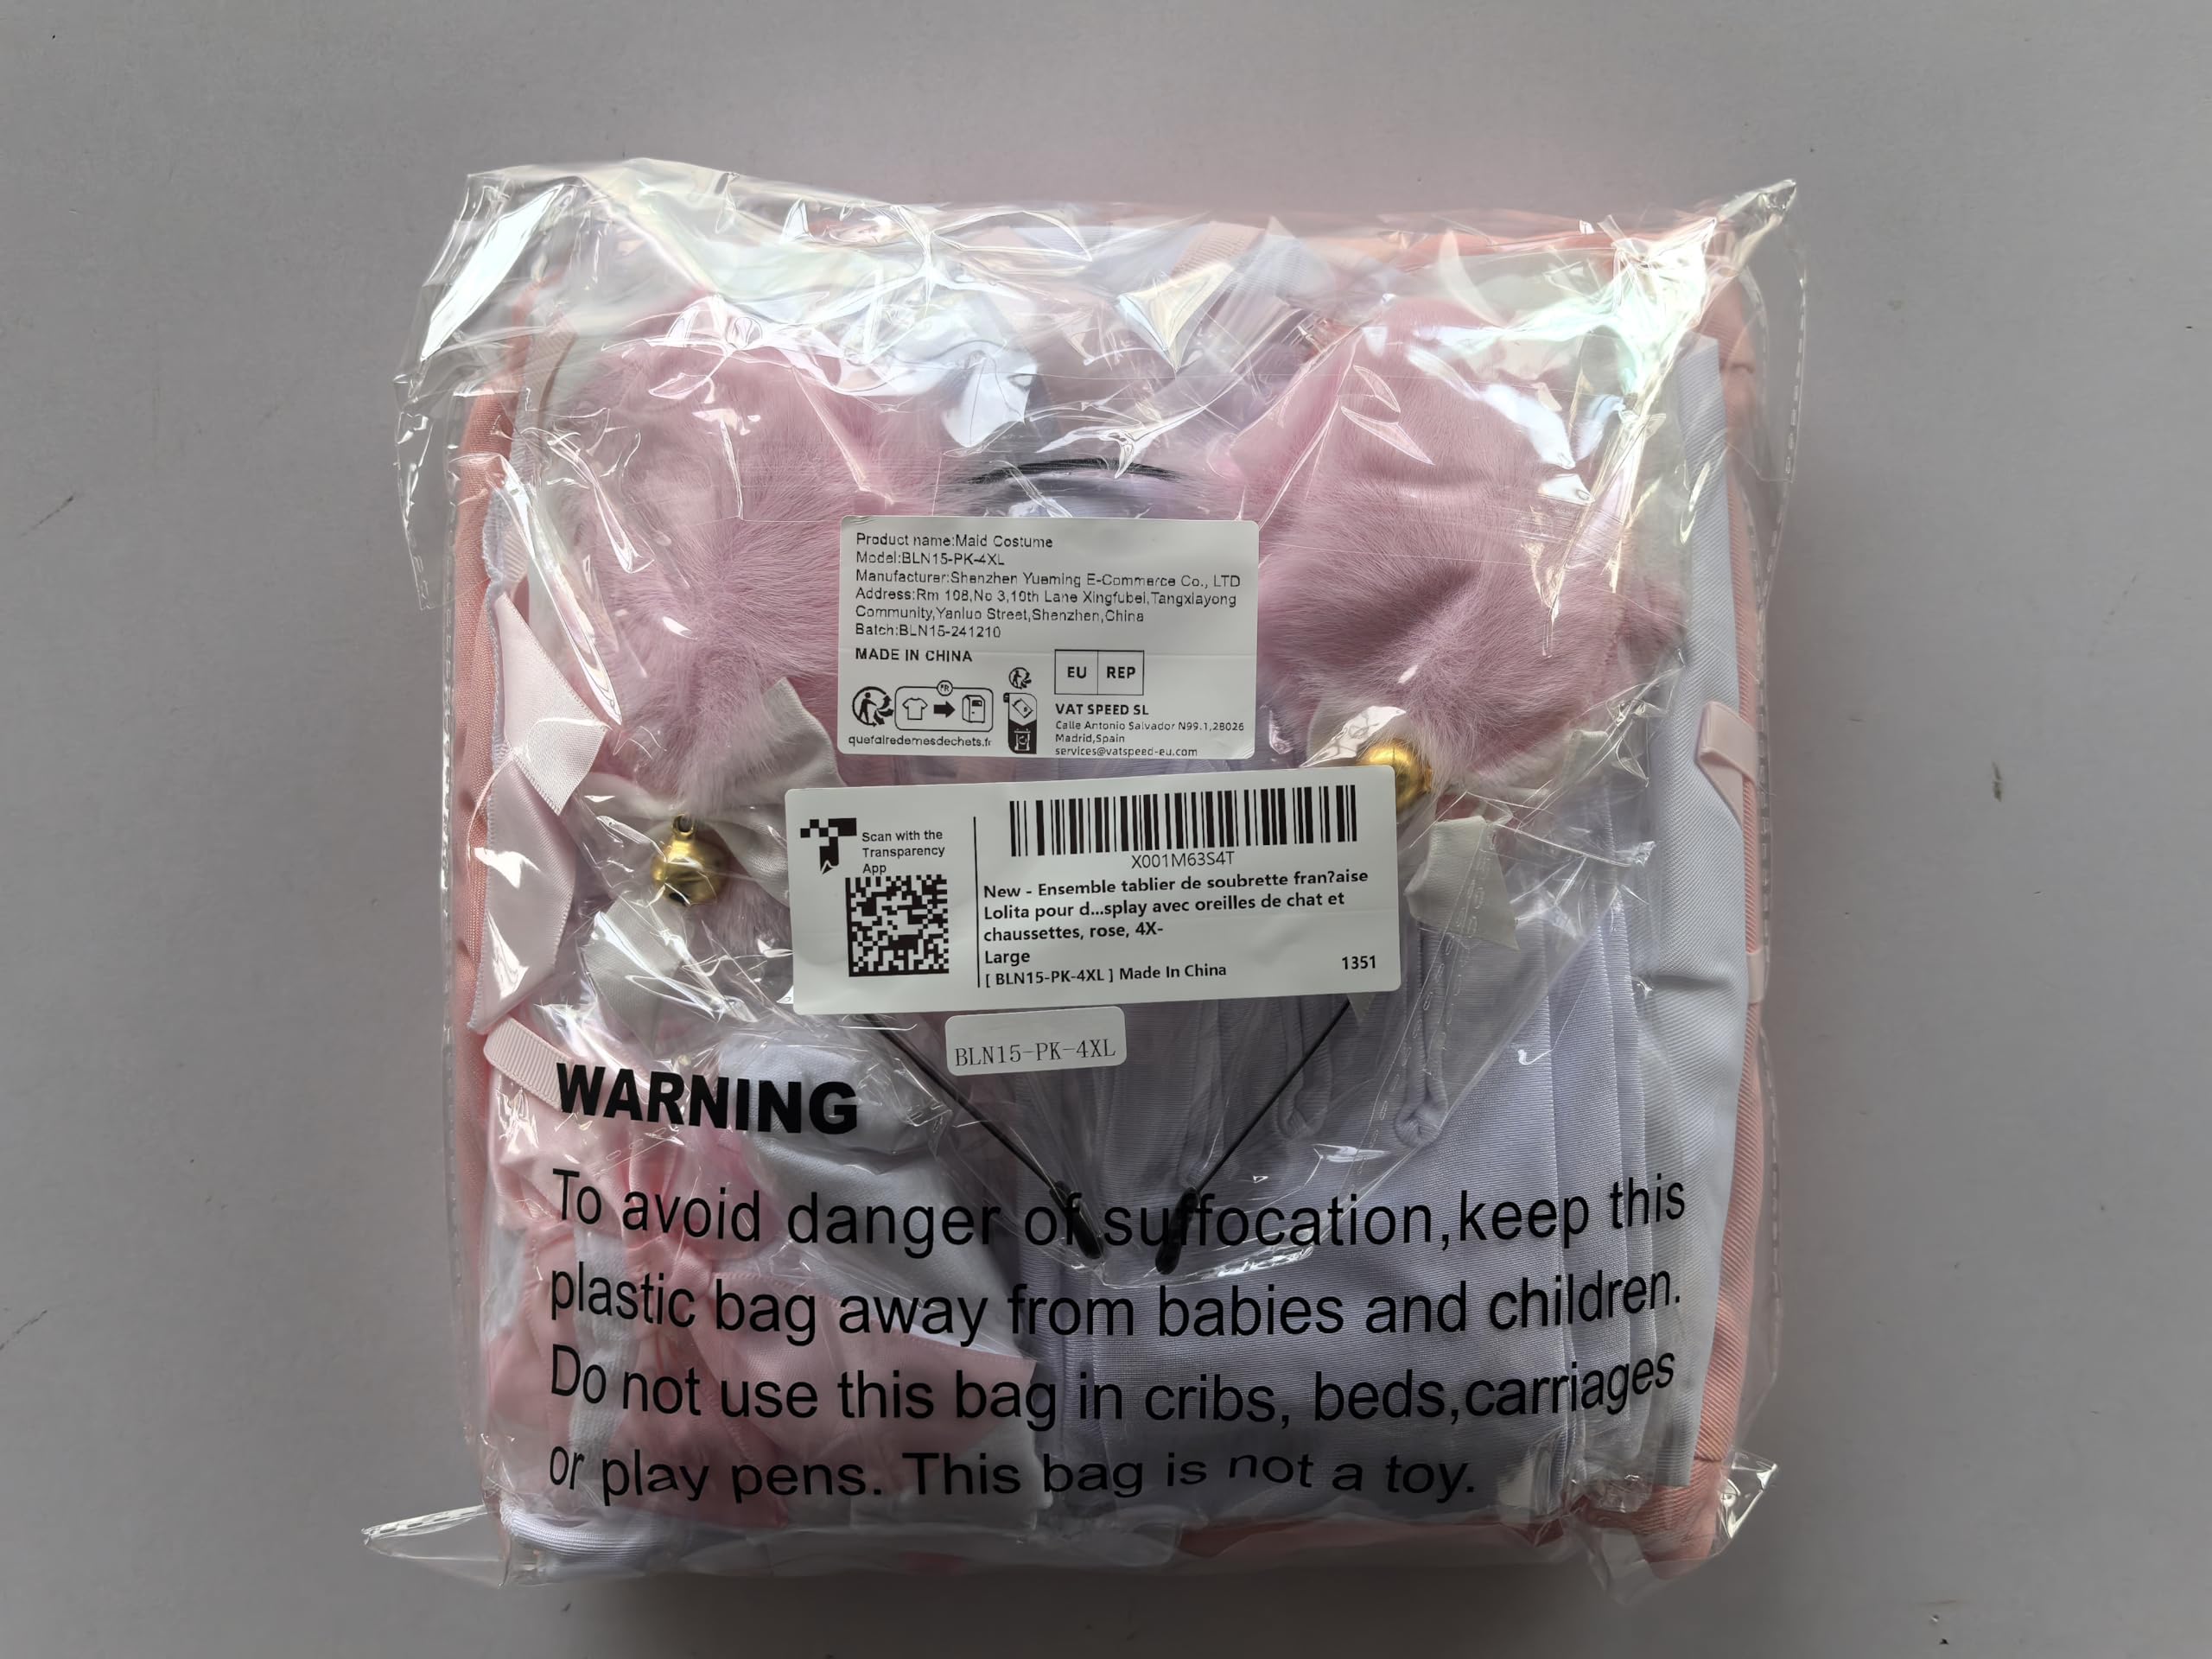 Product name:Maid Costume
Model:BLN15-PK-4XL
Manufacturer:Shenzhen Yueming E-Commerce Co., LTD
Address:Rm 108,No 3,10th Lane Xingfubei,Tangxiayong
Community,Yanluo Street,Shenzhen,China
Batch:BLN15-241210
MADE IN CHINA
FR
quefairedemesdechets.fr
EU REP
VAT SPEED SL
Calle Antonio Salvador N99.1,28026
Madrid,Spain
services@vatspeed-eu.com
Scan with the
Transparency
App
X001M63S4T
New - Ensemble tablier de soubrette fran?aise
Lolita pour d...splay avec oreilles de chat et
chaussettes, rose, 4X-
Large
[ BLN15-PK-4XL ] Made In China
1351
BLN15-PK-4XL
WARNING
To avoid danger of suffocation,keep this
plastic bag away from babies and children.
Do not use this bag in cribs, beds,carriages
or play pens. This bag is not a toy.